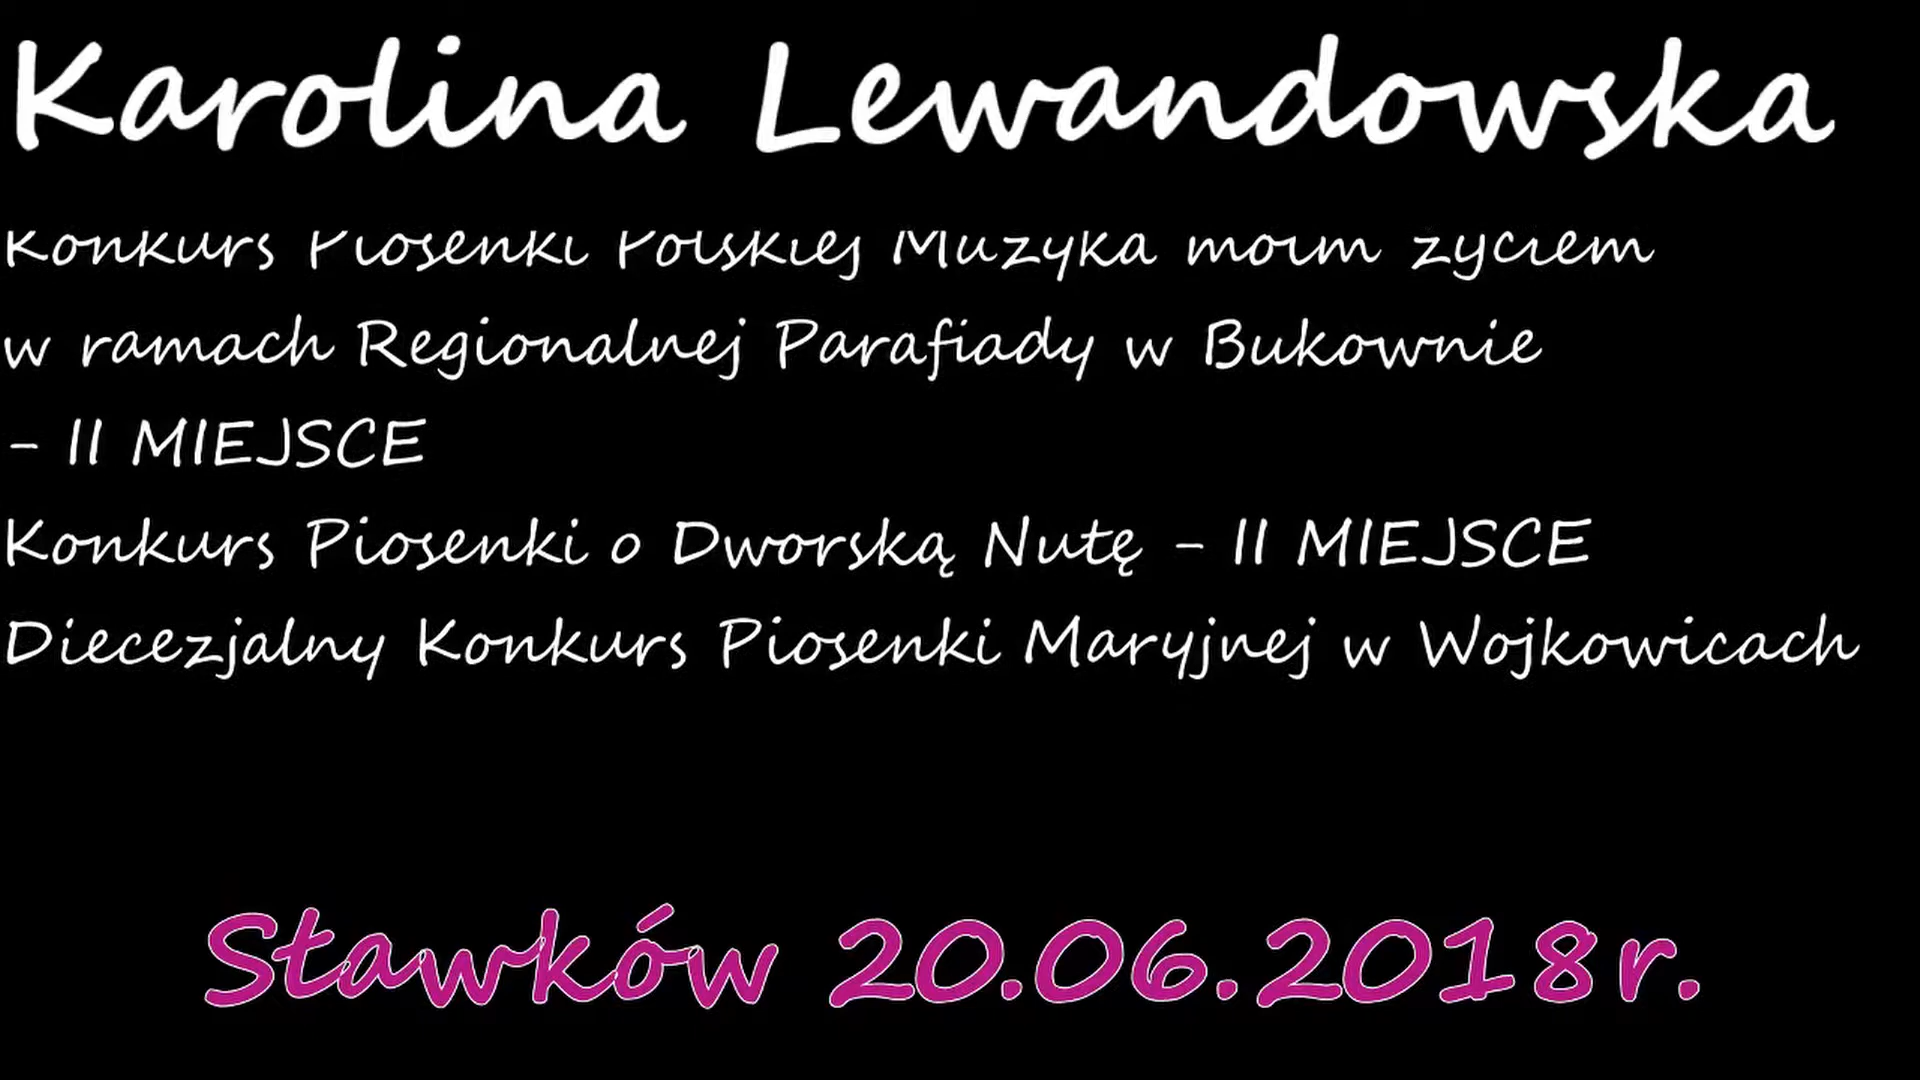 Karolina Lewandowska
Konkurs Piosenki Polskiej Muzyka moim życiem
w ramach Regionalnej Parafiady w Bukownie
- II MIEJSCE
Konkurs Piosenki o Dworską Nutę - II MIEJSCE
Diecezjalny Konkurs Piosenki Maryjnej w Wojkowicach
Sławków 20.06.2018r.